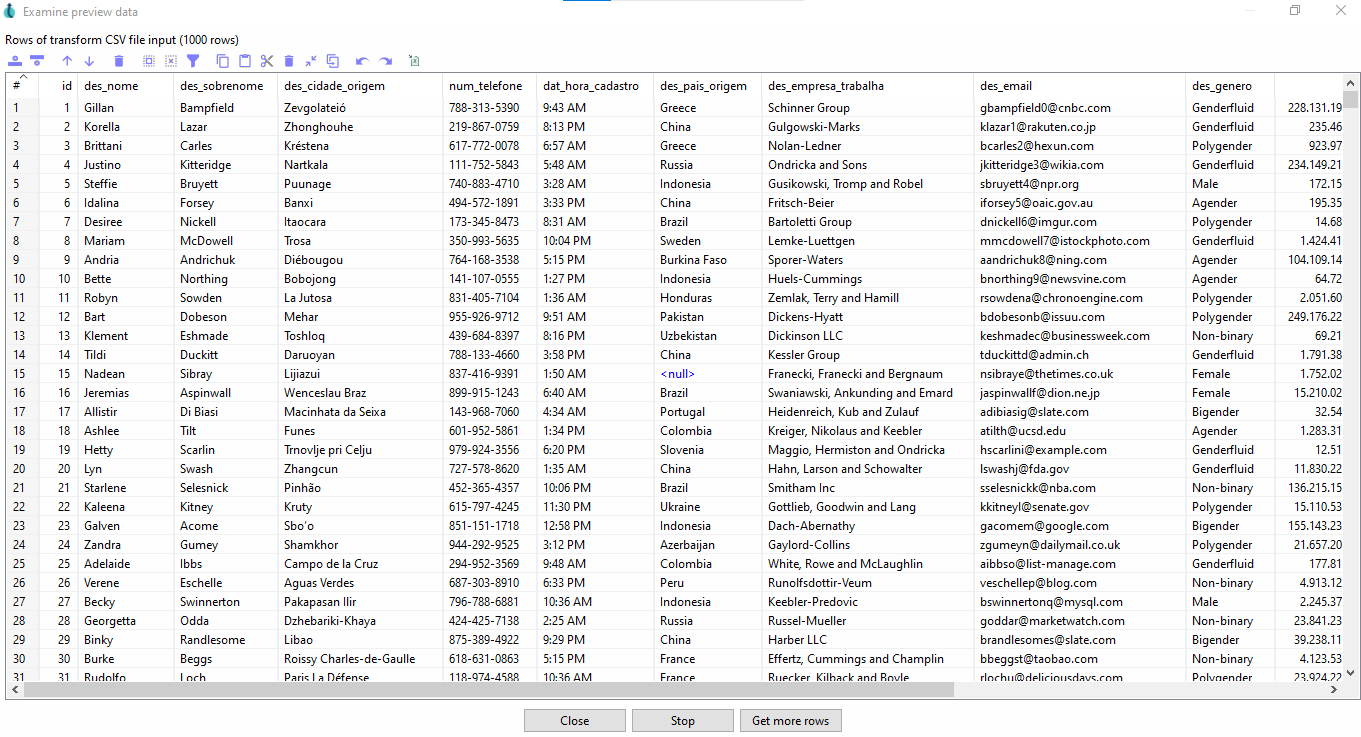 Examine preview data
Rows of transform CSV file input (1000 rows)
# id des_nome des_sobrenome des_cidade_origem num_telefone dat_hora_cadastro des_pais_origem des_empresa_trabalha des_email des_genero
1 1 Gillan Bampfield Zevgolateió 788-313-5390 9:43 AM Greece Schinner Group gbampfield0@cnbc.com Genderfluid 228.131.19
2 2 Korella Lazar Zhonghouhe 219-867-0759 8:13 PM China Gulgowski-Marks klazar1@rakuten.co.jp Genderfluid 235.46
3 3 Brittani Carles Kréstena 617-772-0078 6:57 AM Greece Nolan-Ledner bcarles2@hexun.com Polygender 923.97
4 4 Justino Kitteridge Nartkala 111-752-5843 5:48 AM Russia Ondricka and Sons jkitteridge3@wikia.com Genderfluid 234.149.21
5 5 Steffie Bruyett Puunage 740-883-4710 3:28 AM Indonesia Gusikowski, Tromp and Robel sbruyett4@npr.org Male 172.15
6 6 Idalina Forsey Banxi 494-572-1891 3:33 PM China Fritsch-Beier iforsey5@oaic.gov.au Agender 195.35
7 7 Desiree Nickell Itaocara 173-345-8473 8:31 AM Brazil Bartoletti Group dnickell6@imgur.com Polygender 14.68
8 8 Mariam McDowell Trosa 350-993-5635 10:04 PM Sweden Lemke-Luettgen mmcdowell7@istockphoto.com Genderfluid 1.424.41
9 9 Andria Andrichuk Diébougou 764-168-3538 5:15 PM Burkina Faso Sporer-Waters aandrichuk8@ning.com Agender 104.109.14
10 10 Bette Northing Bobojong 141-107-0555 1:27 PM Indonesia Huels-Cummings bnorthing9@newsvine.com Agender 64.72
11 11 Robyn Sowden La Jutosa 831-405-7104 1:36 AM Honduras Zemlak, Terry and Hamill rsowdena@chronoengine.com Polygender 2.051.60
12 12 Bart Dobeson Mehar 955-926-9712 9:51 AM Pakistan Dickens-Hyatt bdobesonb@issuu.com Polygender 249.176.22
13 13 Klement Eshmade Toshloq 439-684-8397 8:16 PM Uzbekistan Dickinson LLC keshmadec@businessweek.com Non-binary 69.21
14 14 Tildi Duckitt Daruoyan 788-133-4660 3:58 PM China Kessler Group tduckittd@admin.ch Genderfluid 1.791.38
15 15 Nadean Sibray Lijiazui 837-416-9391 1:50 AM <null> Franecki, Franecki and Bergnaum nsibraye@thetimes.co.uk Female 1.752.02
16 16 Jeremias Aspinwall Wenceslau Braz 899-915-1243 6:40 AM Brazil Swaniawski, Ankunding and Emard jaspinwallf@dion.ne.jp Female 15.210.02
17 17 Allistir Di Biasi Macinhata da Seixa 143-968-7060 4:34 AM Portugal Heidenreich, Kub and Zulauf adibiasig@slate.com Bigender 32.54
18 18 Ashlee Tilt Funes 601-952-5861 1:34 PM Colombia Kreiger, Nikolaus and Keebler atilth@ucsd.edu Agender 1.283.31
19 19 Hetty Scarlin Trnovlje pri Celju 979-924-3556 6:20 PM Slovenia Maggio, Hermiston and Ondricka hscarlini@example.com Genderfluid 12.51
20 20 Lyn Swash Zhangcun 727-578-8620 1:35 AM China Hahn, Larson and Schowalter lswashj@fda.gov Genderfluid 11.830.22
21 21 Starlene Selesnick Pinhão 452-365-4357 10:06 PM Brazil Smitham Inc sselesnickk@nba.com Non-binary 136.215.15
22 22 Kaleena Kitney Kruty 615-797-4245 11:30 PM Ukraine Gottlieb, Goodwin and Lang kkitneyl@senate.gov Polygender 15.110.53
23 23 Galven Acome Sbo’o 851-151-1718 12:58 PM Indonesia Dach-Abernathy gacomem@google.com Bigender 155.143.23
24 24 Zandra Gumey Shamkhor 944-292-9525 3:12 PM Azerbaijan Gaylord-Collins zgumeyn@dailymail.co.uk Polygender 21.657.20
25 25 Adelaide Ibbs Campo de la Cruz 294-952-3569 9:48 AM Colombia White, Rowe and McLaughlin aibbso@list-manage.com Genderfluid 177.81
26 26 Verene Eschelle Aguas Verdes 687-303-8910 6:33 PM Peru Runolfsdottir-Veum veschellep@blog.com Non-binary 4.913.12
27 27 Becky Swinnerton Pakapasan Ilir 796-788-6881 10:36 AM Indonesia Keebler-Predovic bswinnertonq@mysql.com Male 2.245.37
28 28 Georgetta Odda Dzhebariki-Khaya 424-425-7138 2:25 AM Russia Russel-Mueller goddar@marketwatch.com Non-binary 23.841.23
29 29 Binky Randlesome Libao 875-389-4922 9:29 PM China Harber LLC brandlesomes@slate.com Bigender 39.238.11
30 30 Burke Beggs Roissy Charles-de-Gaulle 618-631-0863 5:15 PM France Effertz, Cummings and Champlin bbeggst@taobao.com Non-binary 4.123.53
31 31 Rudolfo Loch Paris La Défense 118-974-4588 10:36 AM France Ruecker, Kilback and Boyle rlochu@deliciousdays.com Polygender 23.924.22
Close Stop Get more rows